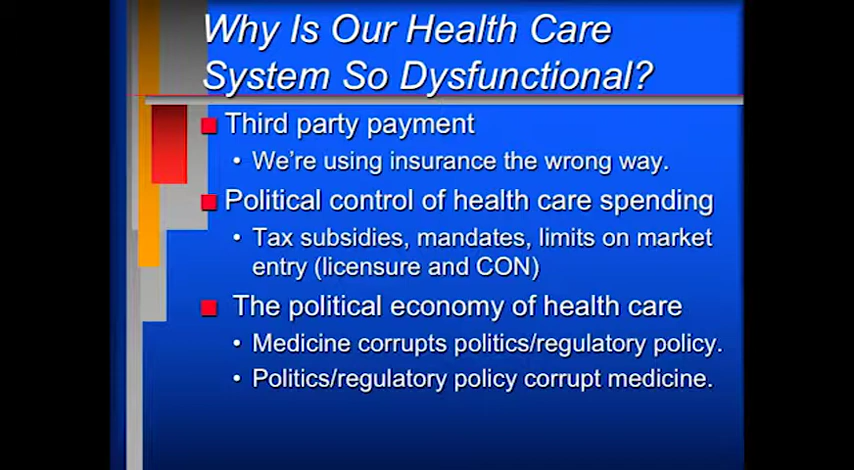 Why Is Our Health Care
System So Dysfunctional?
Third party payment
• We're using insurance the wrong way.
Political control of health care spending
• Tax subsidies, mandates, limits on market
entry (licensure and CON)
The political economy of health care
• Medicine corrupts politics/regulatory policy.
• Politics/regulatory policy corrupt medicine.